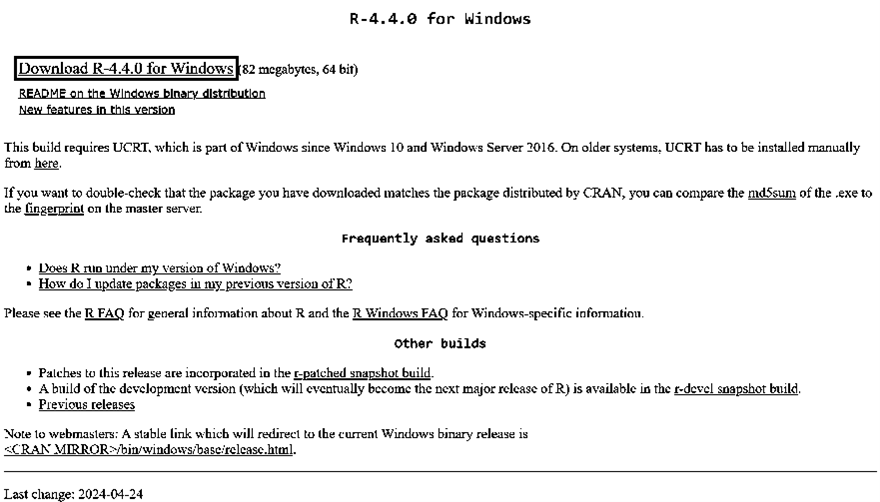 R-4.4.0 for Windows
Download R-4.4.0 for Windows (82 megabytes, 64 bit)
README on the Windows binary distribution
New features in this version
This build requires UCRT, which is part of Windows since Windows 10 and Windows Server 2016. On older systems, UCRT has to be installed manually
from here.
If you want to double-check that the package you have downloaded matches the package distributed by CRAN, you can compare the md5sum of the .exe to
the fingerprint on the master server.
Frequently asked questions
• Does R run under my version of Windows?
• How do I update packages in my previous version of R?
Please see the R FAQ for general information about R and the R Windows FAQ for Windows-specific information.
Other builds
• Patches to this release are incorporated in the r-patched snapshot build.
• A build of the development version (which will eventually become the next major release of R) is available in the r-devel snapshot build.
• Previous releases
Note to webmasters: A stable link which will redirect to the current Windows binary release is
<CRAN MIRROR>/bin/windows/base/release.html.
Last change: 2024-04-24